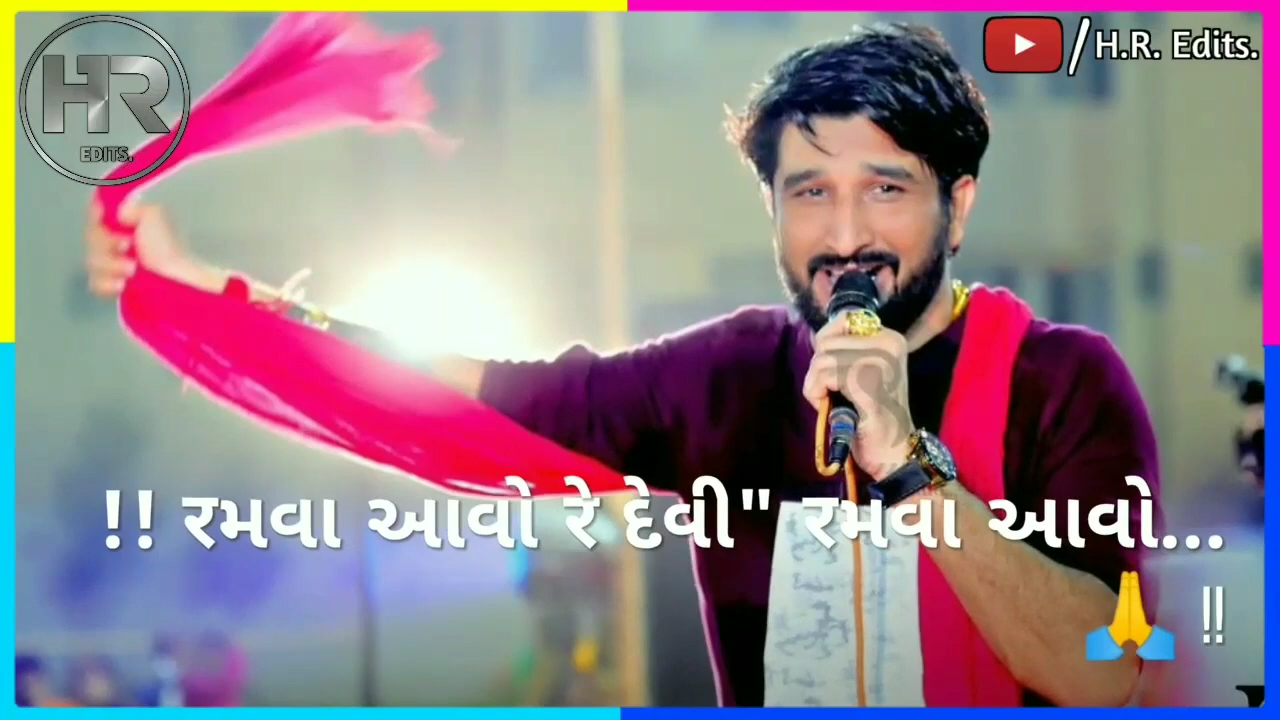 HR
EDITS.
/H.R. Edits.
!! રમવા આવો રે દેવી" રમવા આવો...
🙏 !!